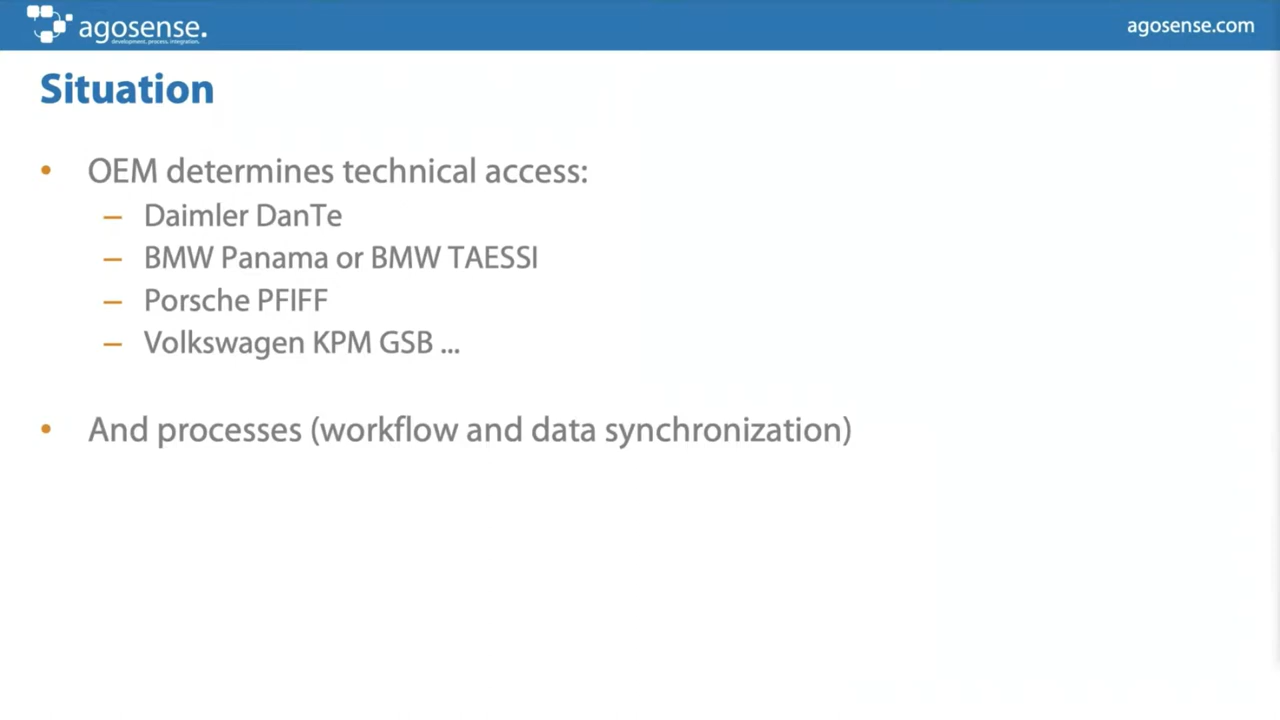 agosense.
development, process, integration.
agosense.com
Situation
• OEM determines technical access:
– Daimler DanTe
– BMW Panama or BMW TAESSI
– Porsche PFIFF
– Volkswagen KPM GSB ...
• And processes (workflow and data synchronization)